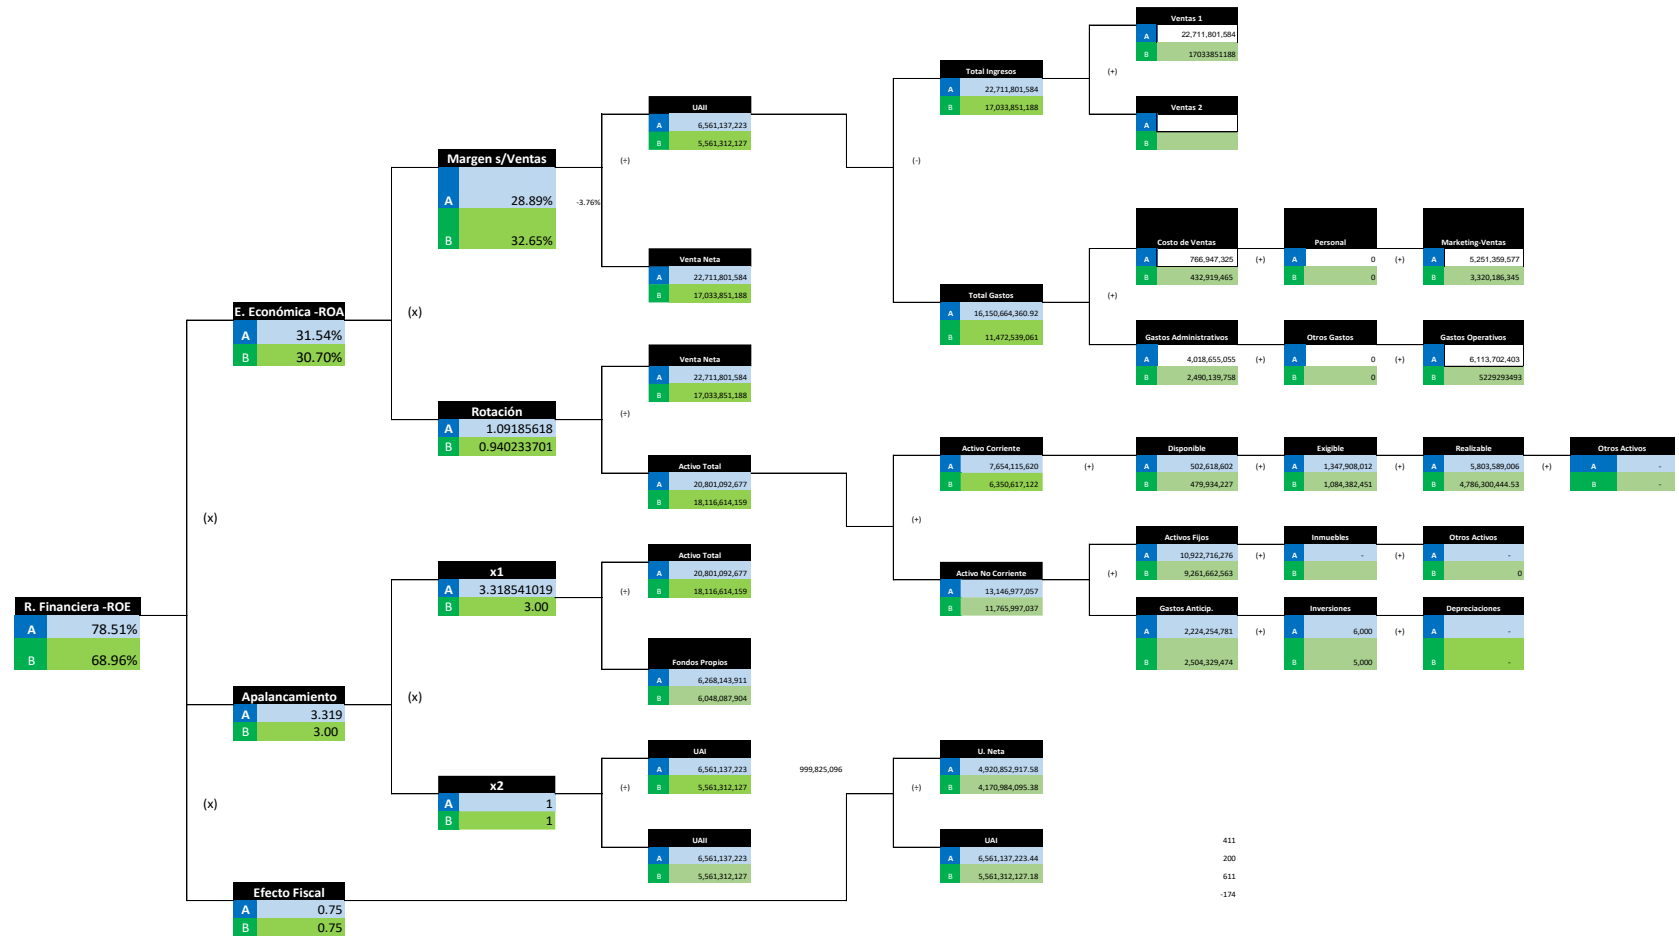 Ventas 1
A 22,711,801,584
B 17033851188
(+)
Ventas 2
A
B
Total Ingresos
A 22,711,801,584
B 17,033,851,188
UAII
A 6,561,137,223
B 5,561,312,127
(÷)
(-)
Margen s/Ventas
A 28.89%
-3.76%
B 32.65%
Venta Neta
A 22,711,801,584
B 17,033,851,188
Costo de Ventas
A 766,947,325
B 432,919,465
(+)
Personal
A 0
B 0
(+)
Marketing-Ventas
A 5,251,359,577
B 3,320,186,345
Total Gastos
A 16,150,664,360.92
B 11,472,539,061
(+)
Gastos Administrativos
A 4,018,655,055
B 2,490,139,758
(+)
Otros Gastos
A 0
B 0
(+)
Gastos Operativos
A 6,113,702,403
B 5229293493
E. Económica -ROA
A 31.54%
B 30.70%
(x)
Venta Neta
A 22,711,801,584
B 17,033,851,188
(÷)
Rotación
A 1.09185618
B 0.940233701
Activo Total
A 20,801,092,677
B 18,116,614,159
Activo Corriente
A 7,654,115,620
B 6,350,617,122
(+)
Disponible
A 502,618,602
B 479,934,227
(+)
Exigible
A 1,347,908,012
B 1,084,382,451
(+)
Realizable
A 5,803,589,006
B 4,786,300,444.53
(+)
Otros Activos
A -
B -
(x)
(+)
Activos Fijos
A 10,922,716,276
B 9,261,662,563
(+)
Inmuebles
A -
B
(+)
Otros Activos
A -
B 0
Activo No Corriente
A 13,146,977,057
B 11,765,997,037
(+)
Gastos Anticip.
A 2,224,254,781
B 2,504,329,474
(+)
Inversiones
A 6,000
B 5,000
(+)
Depreciaciones
A -
B -
Activo Total
A 20,801,092,677
B 18,116,614,159
(÷)
x1
A 3.318541019
B 3.00
R. Financiera -ROE
A 78.51%
B 68.96%
Fondos Propios
A 6,268,143,911
B 6,048,087,904
Apalancamiento
A 3.319
B 3.00
(x)
UAI
A 6,561,137,223
B 5,561,312,127
999,825,096
(÷)
x2
A 1
B 1
(x)
U. Neta
A 4,920,852,917.58
B 4,170,984,095.38
(÷)
UAII
A 6,561,137,223
B 5,561,312,127
UAI
A 6,561,137,223.44
B 5,561,312,127.18
411
200
611
-174
Efecto Fiscal
A 0.75
B 0.75